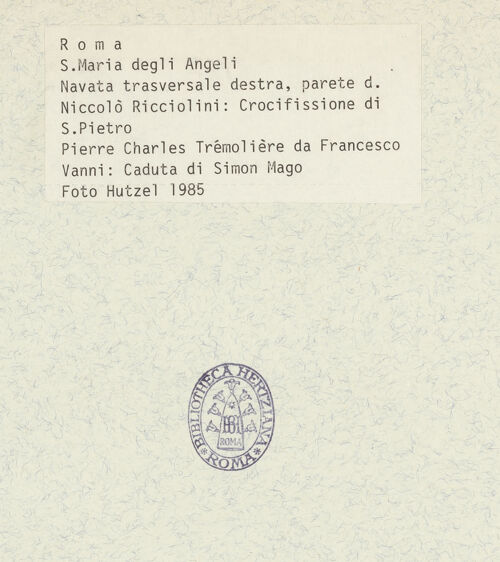 R o m a
S.Maria degli Angeli
Navata trasversale destra, parete d.
Niccolò Ricciolini: Crocifissione di
S.Pietro
Pierre Charles Trémolière da Francesco
Vanni: Caduta di Simon Mago
Foto Hutzel 1985
*BIBLIOTHECA HERTZIANA*
ROMA
BH
ROMA